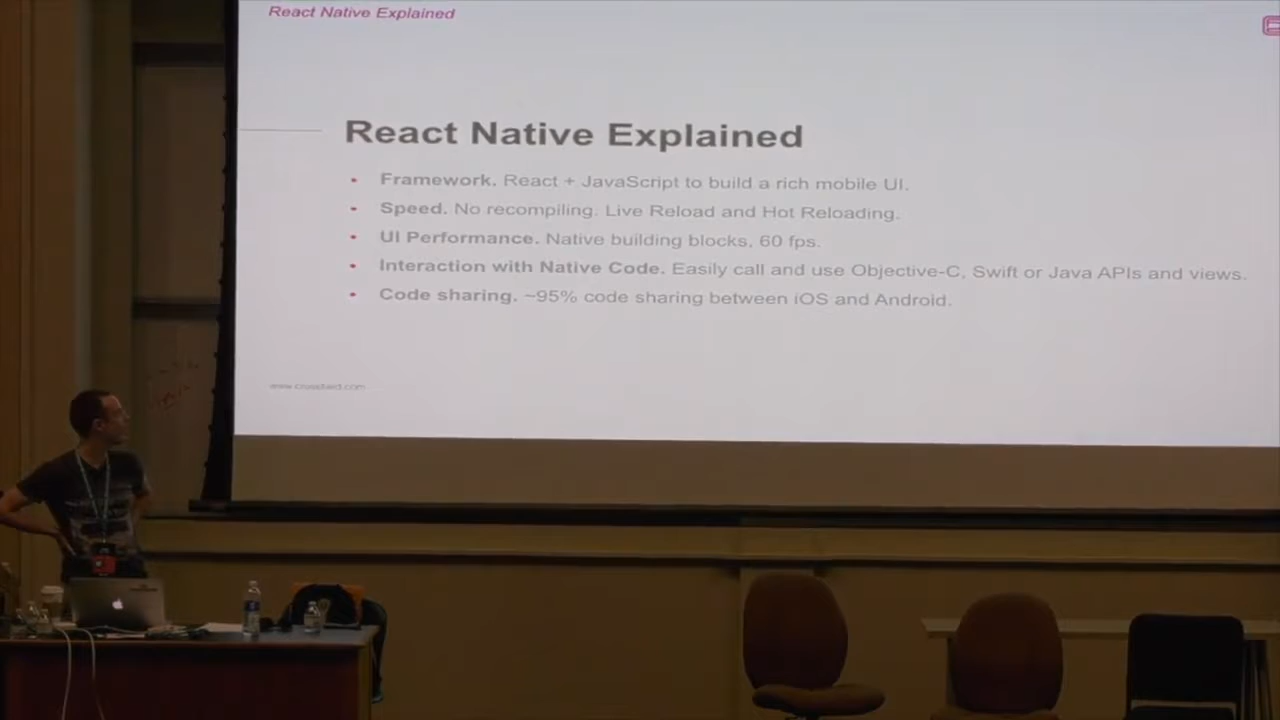 React Native Explained
React Native Explained
• Framework. React + JavaScript to build a rich mobile UI.
• Speed. No recompiling. Live Reload and Hot Reloading.
• UI Performance. Native building blocks, 60 fps.
• Interaction with Native Code. Easily call and use Objective-C, Swift or Java APIs and views.
• Code sharing. ~95% code sharing between iOS and Android.